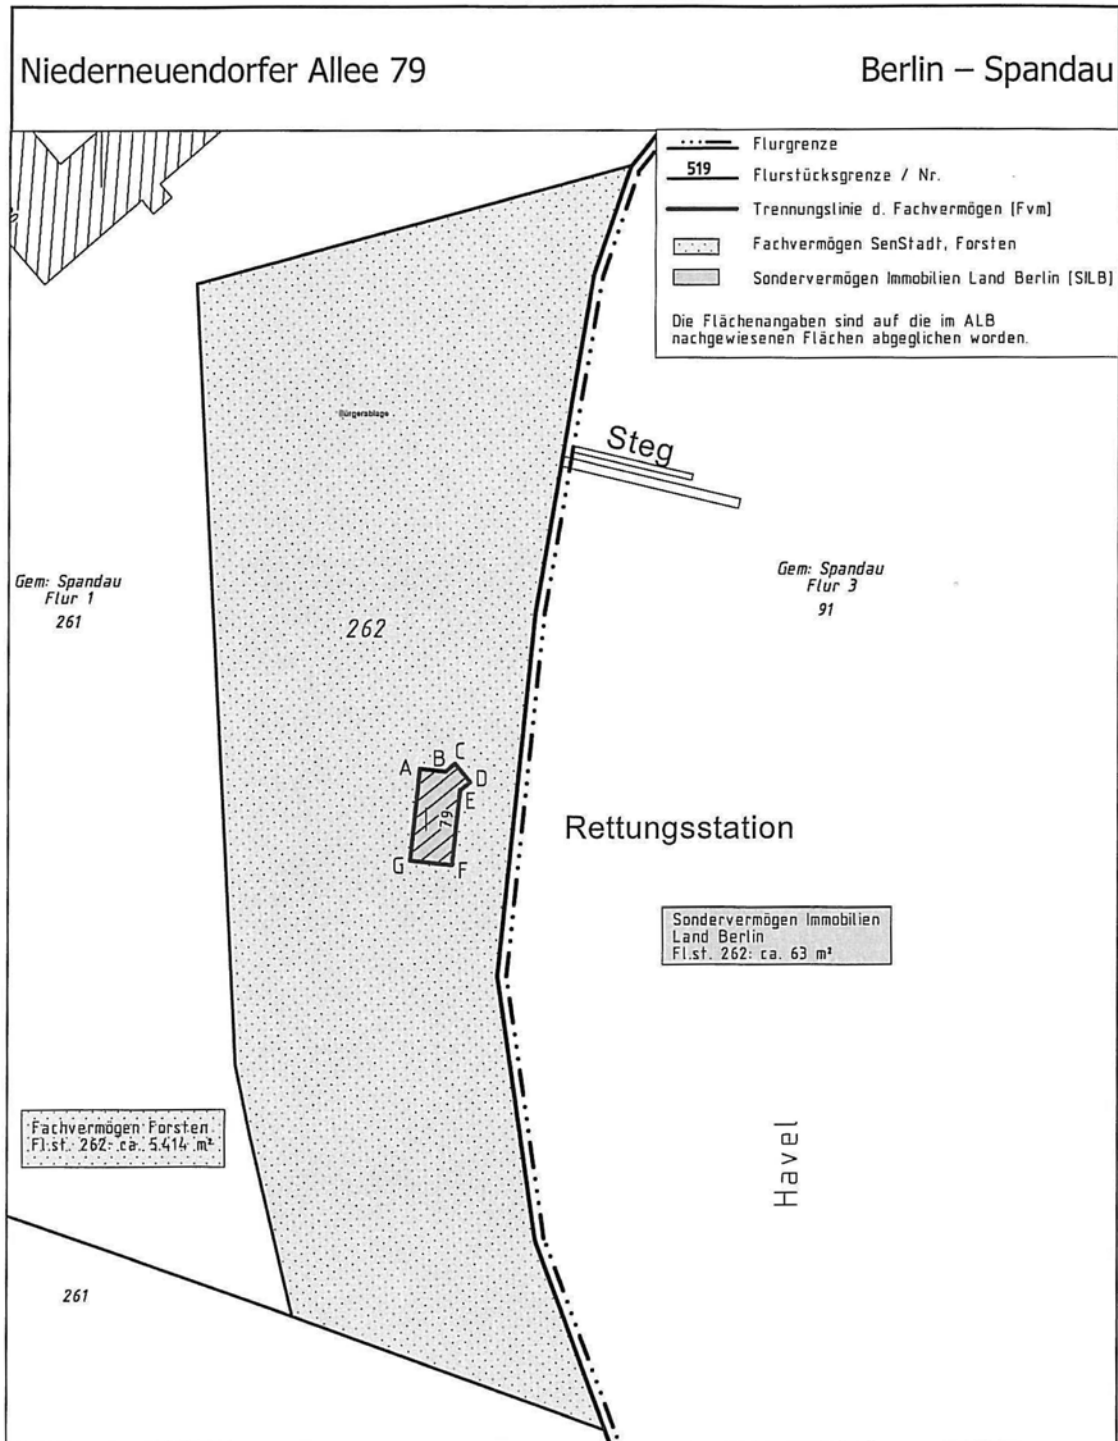 Niederneuendorfer Allee 79
Berlin – Spandau
Flurgrenze
519
Flurstücksgrenze / Nr.
Trennungslinie d. Fachvermögen (Fvm)
Fachvermögen SenStadt, Forsten
Sondervermögen Immobilien Land Berlin (SILB)
Die Flächenangaben sind auf die im ALB
nachgewiesenen Flächen abgeglichen worden.
Bürgerablage
Steg
Gem: Spandau
Flur 1
261
Gem: Spandau
Flur 3
91
262
A
B
C
D
E
79
G
F
Rettungsstation
Sondervermögen Immobilien
Land Berlin
Fl.st. 262: ca. 63 m²
Fachvermögen Forsten
Fl.st. 262: ca. 5.414 m²
Havel
261